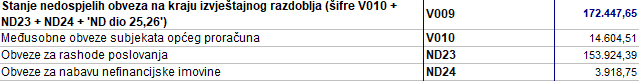 Stanje nedospjelih obveza na kraju izvještajnog razdoblja (šifre V010 + ND23 + ND24 + 'ND dio 25,26') V009 172.447,65
Međusobne obveze subjekata općeg proračuna V010 14.604,51
Obveze za rashode poslovanja ND23 153.924,39
Obveze za nabavu nefinancijske imovine ND24 3.918,75